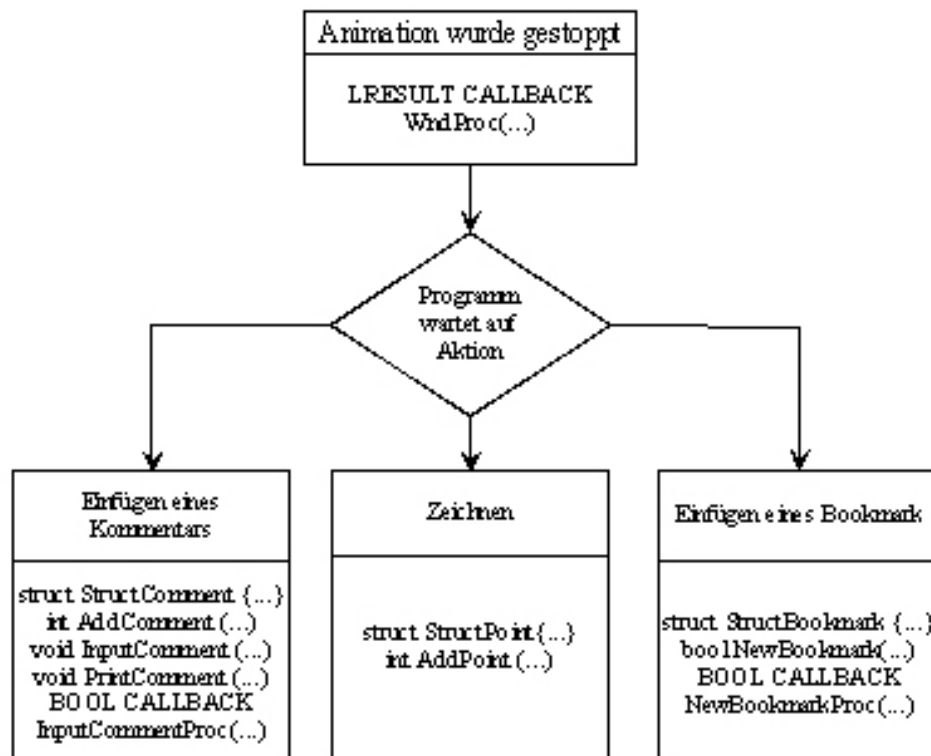 Animation wurde gestoppt
LRESULT CALLBACK
WndProc(...)
Programm
wartet auf
Aktion
Einfügen eines
Kommentars
struct StructComment {...}
int AddComment (...)
void InputComment (...)
void PrintComment (...)
BOOL CALLBACK
InputCommentProc (...)
Zeichnen
struct StructPoint {...}
int AddPoint (...)
Einfügen eines Bookmark
struct StructBookmark {...}
bool NewBookmark(...)
BOOL CALLBACK
NewBookmarkProc (...)